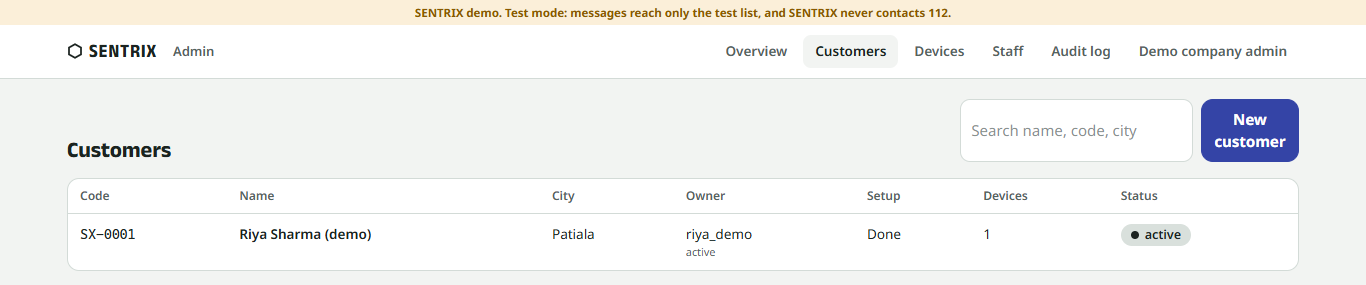 SENTRIX demo. Test mode: messages reach only the test list, and SENTRIX never contacts 112.
SENTRIX Admin Overview Customers Devices Staff Audit log Demo company admin
Customers Search name, code, city New customer
Code Name City Owner Setup Devices Status
SX-0001 Riya Sharma (demo) Patiala riya_demo Done 1 active
active